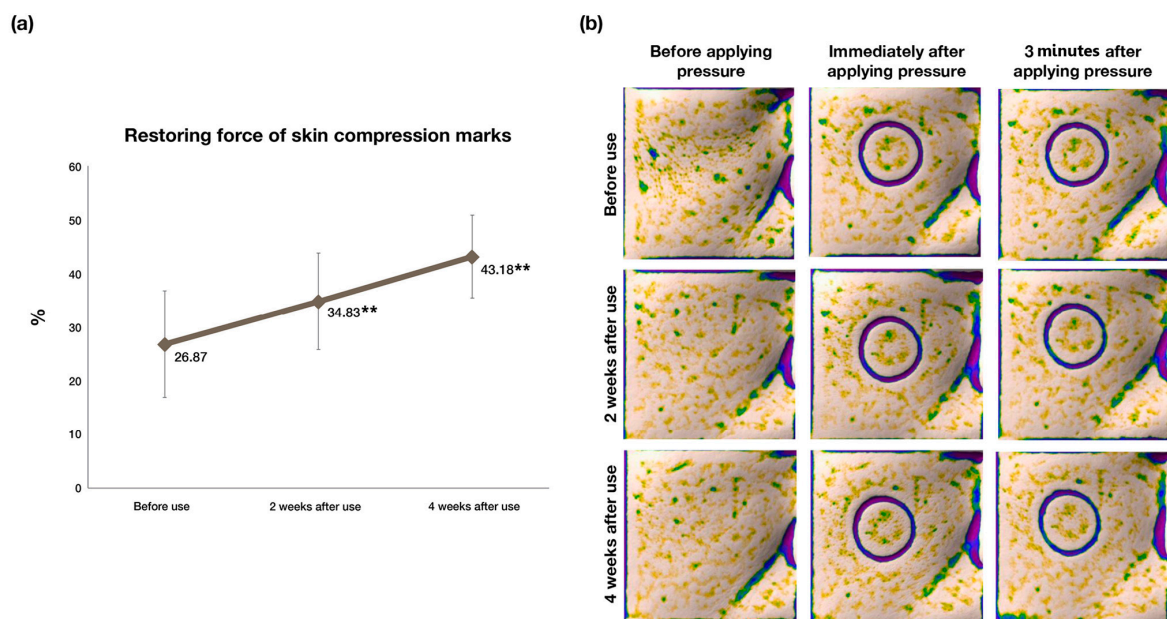 (a)
Restoring force of skin compression marks
60
50
40
30
20
10
0
%
26.87
34.83**
43.18**
Before use
2 weeks after use
4 weeks after use
(b)
Before applying
pressure
Immediately after
applying pressure
3 minutes after
applying pressure
Before use
2 weeks after use
4 weeks after use